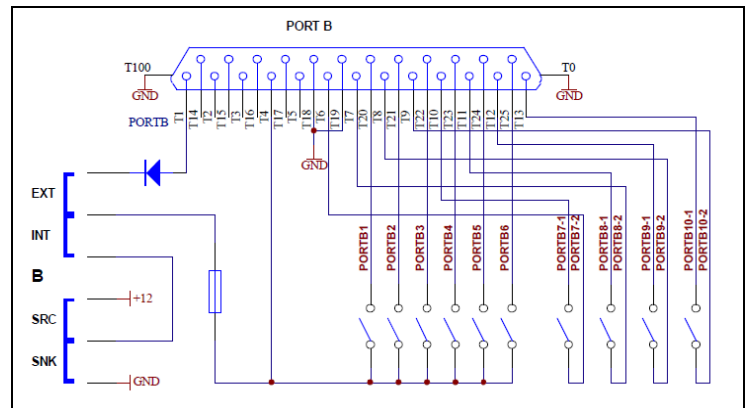 PORT B
T100
T0
GND
GND
PORTB
T1
T14
T2
T15
T3
T16
T4
T17
T5
T18
T6
T19
T7
T20
T8
T21
T9
T22
T10
T23
T11
T24
T12
T25
T13
GND
EXT
INT
B
+12
SRC
SNK
GND
PORTB1
PORTB2
PORTB3
PORTB4
PORTB5
PORTB6
PORTB7-1
PORTB7-2
PORTB8-1
PORTB8-2
PORTB9-1
PORTB9-2
PORTB10-1
PORTB10-2